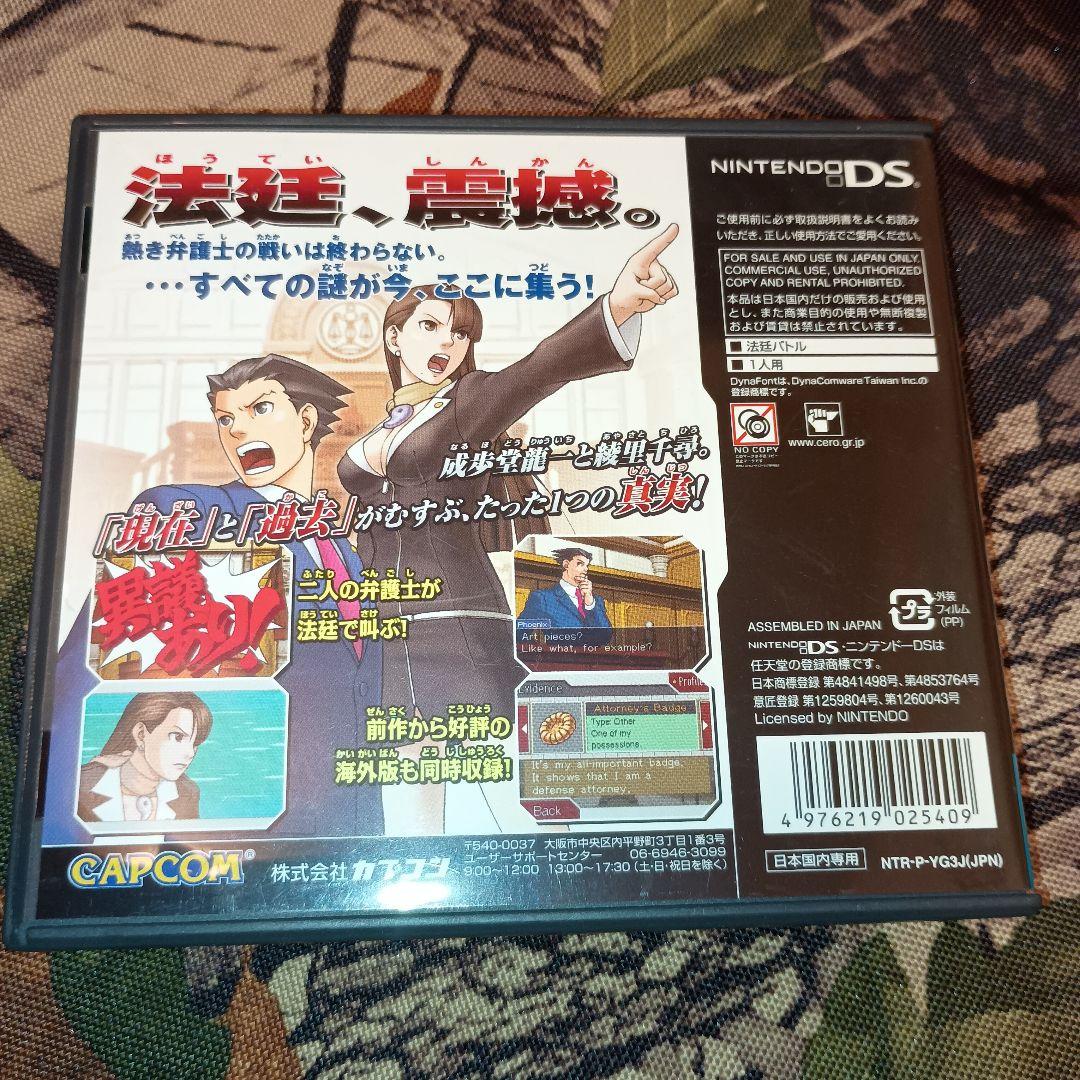 ほうてい
しんかん
法廷、震撼。
あつ べんごし たたか お
熱き弁護士の戦いは終わらない。
なぞ いま つど
…すべての謎が今、ここに集う!
なるほどう りゅういち あやさと ちひろ
成歩堂龍一と綾里千尋。
げんざい かこ しんじつ
「現在」と「過去」がむすぶ、たった1つの真実!
異議あり!
ふたり べんごし
二人の弁護士が
ほうてい さけ
法廷で叫ぶ!
Phoenix
Art pieces?
Like what, for example?
ぜんさく こうひょう
前作から好評の
かいがいばん どうじしゅうろく
海外版も同時収録!
Evidence
Profile
Attorney's Badge
Type: Other
One of my
possessions.
It's my all-important badge.
It shows that I am a
defense attorney.
Back
CAPCOM®
株式会社カプコン
〒540-0037 大阪市中央区内平野町3丁目1番3号
ユーザーサポートセンター 06-6946-3099
9:00~12:00 13:00~17:30 (土・日・祝日を除く)
NINTENDO DS®
ご使用前に必ず取扱説明書をよくお読み
いただき、正しい使用方法でご愛用ください。
FOR SALE AND USE IN JAPAN ONLY.
COMMERCIAL USE, UNAUTHORIZED
COPY AND RENTAL PROHIBITED.
本品は日本国内だけの販売および使用
とし、また商業目的の使用や無断複製
および賃貸は禁止されています。
■ 法廷バトル
■ 1人用
DynaFontは、DynaComware Taiwan Inc.の
登録商標です。
NO COPY
www.cero.gr.jp
ASSEMBLED IN JAPAN
プラ
外装
フィルム
(PP)
NINTENDO DS・ニンテンドーDSは
任天堂の登録商標です。
日本商標登録 第4841498号、第4853764号
意匠登録 第1259804号、第1260043号
Licensed by NINTENDO
4 976219 025409
日本国内専用
NTR-P-YG3J(JPN)